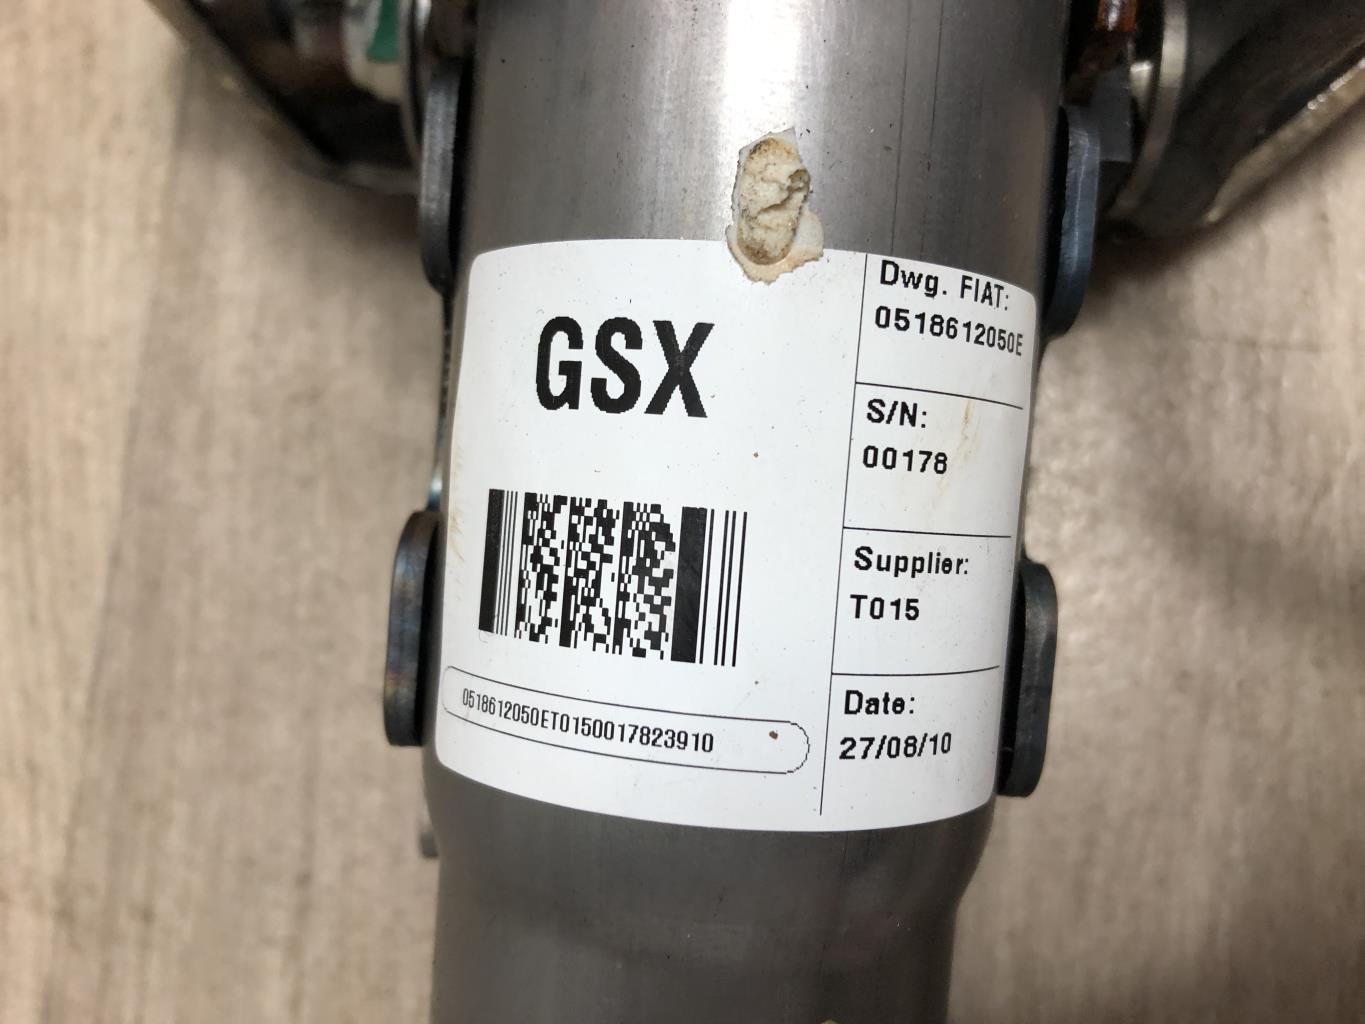 GSX
0518612050ET0150017823910
Dwg. FIAT:
0518612050E
S/N:
00178
Supplier:
T015
Date:
27/08/10